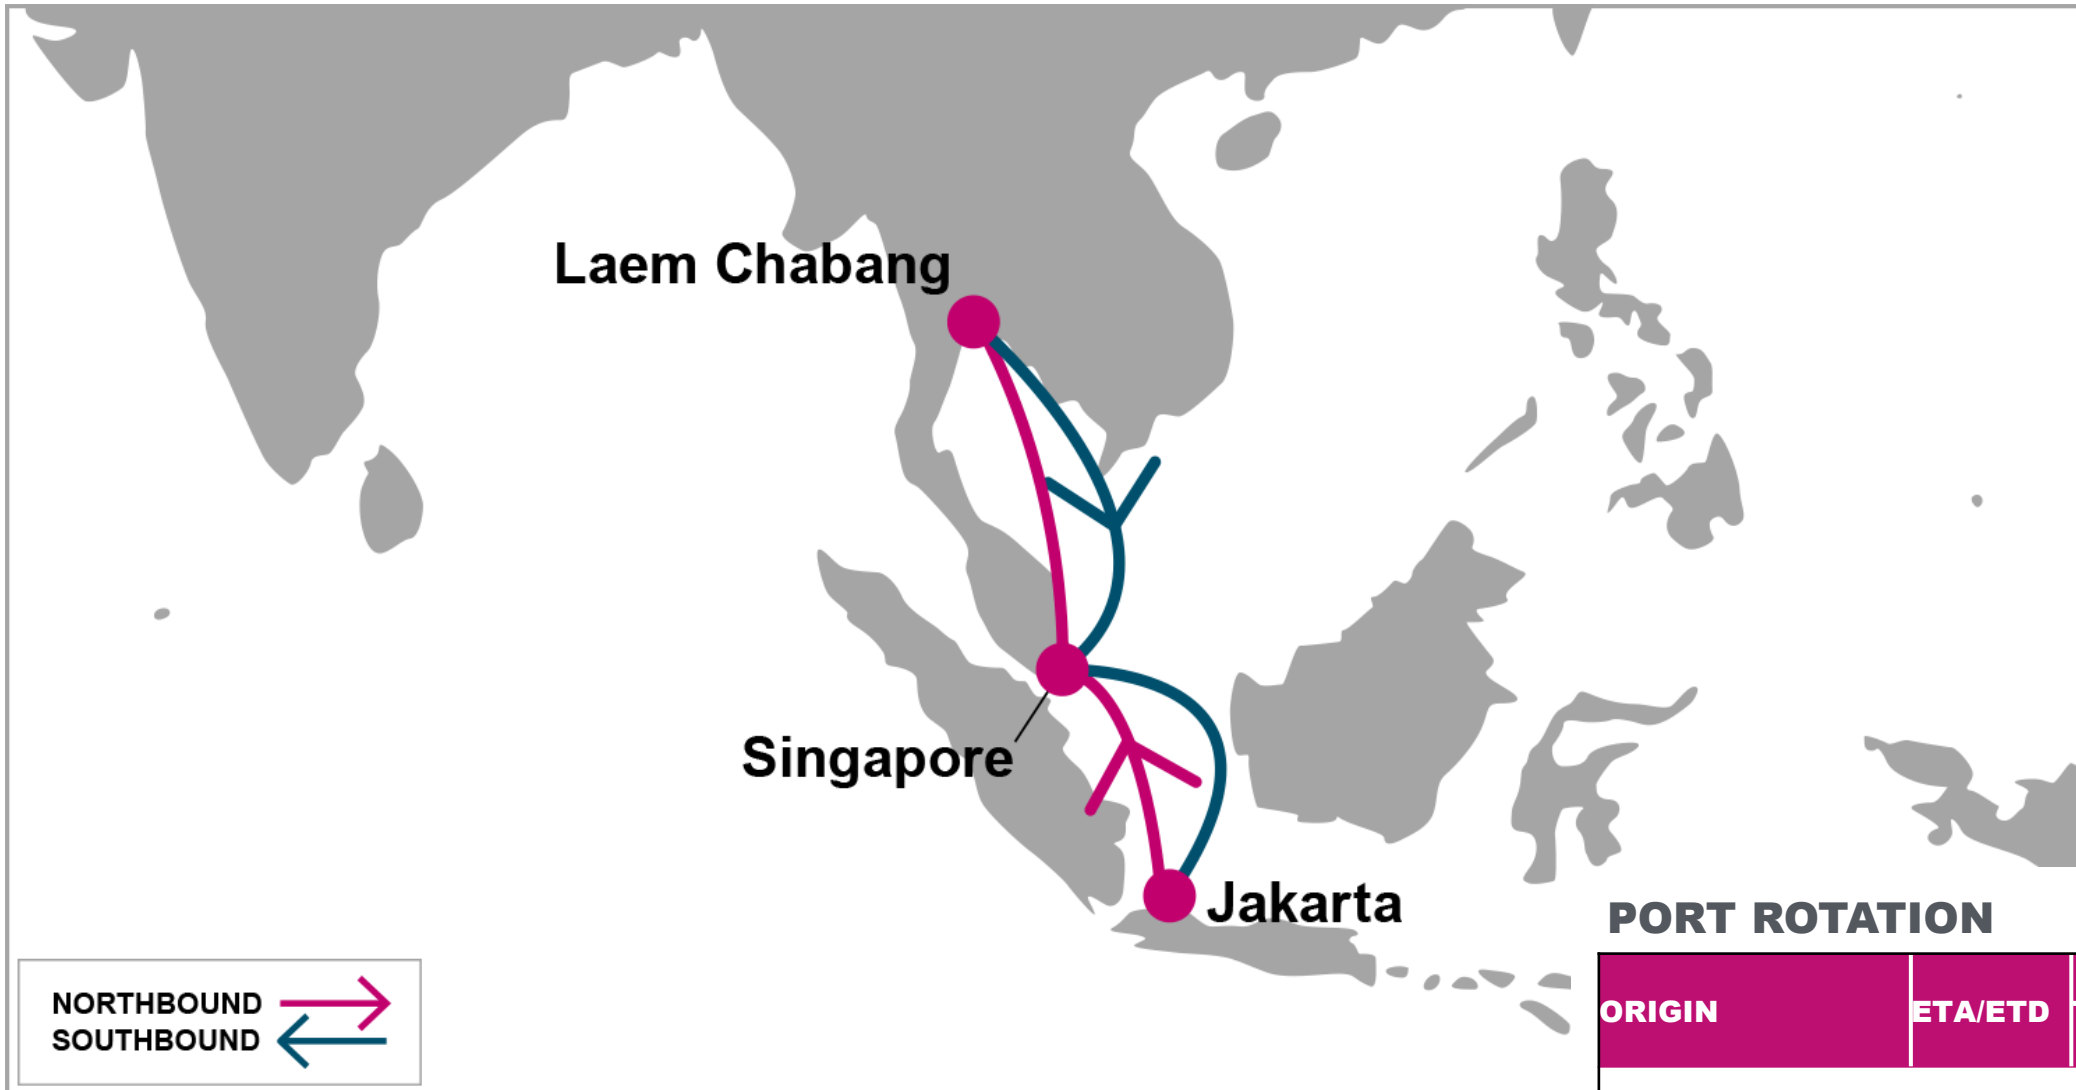 Laem Chabang
Singapore
Jakarta
NORTHBOUND
SOUTHBOUND
PORT ROTATION
ORIGIN ETA/ETD